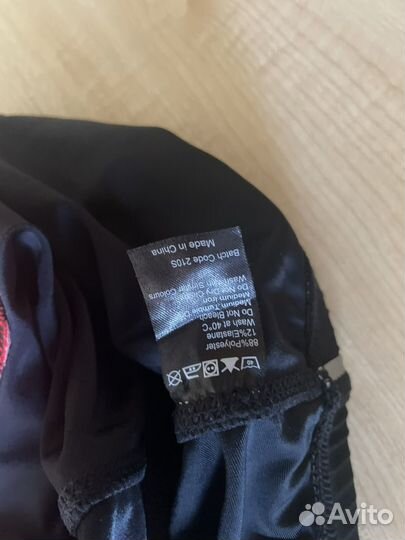 40
88%Polyester
12%Elastane
Wash at 40°C
Do Not Bleach
Medium Tumble
Medium Iron
Do Not Dry Clean
Wash With Similar Colours
Batch Code 210S
Made in China
Avito